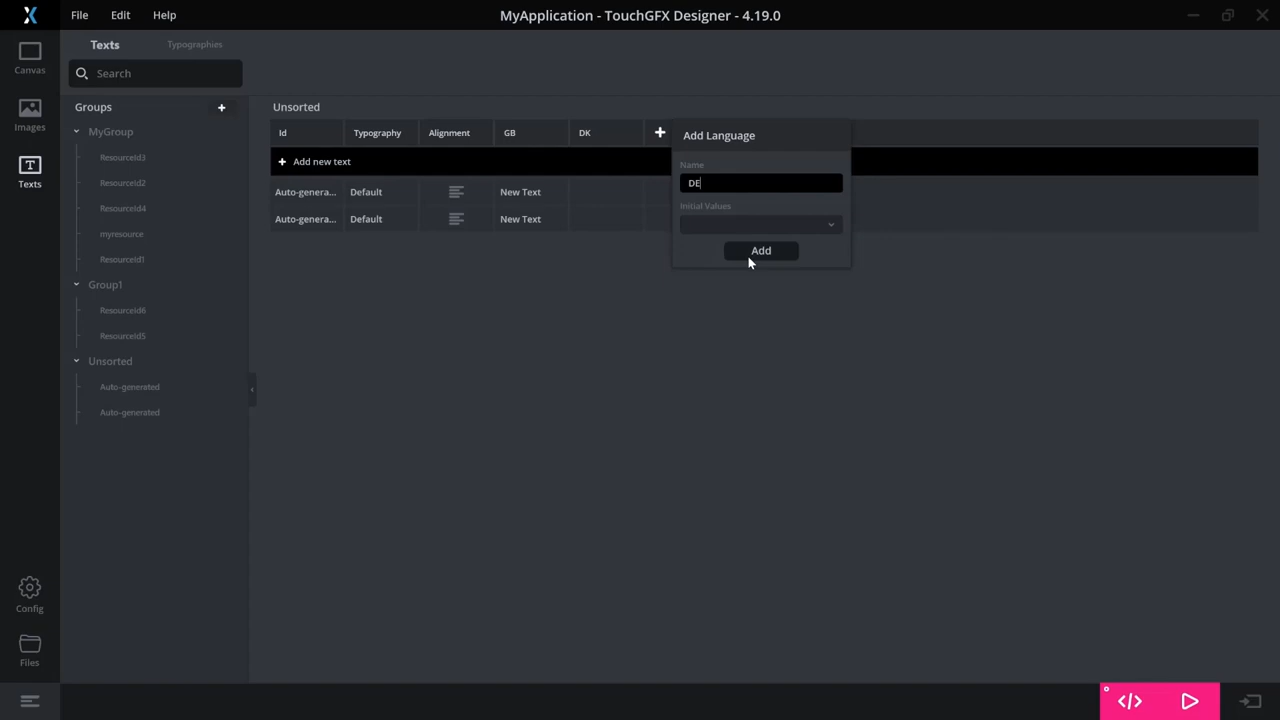 File Edit Help MyApplication - TouchGFX Designer - 4.19.0
Canvas
Images
Texts
Config
Files
Texts Typographies
Search
Groups +
MyGroup
ResourceId3
ResourceId2
ResourceId4
myresource
ResourceId1
Group1
ResourceId6
ResourceId5
Unsorted
Auto-generated
Auto-generated
Unsorted
Id Typography Alignment GB DK +
+ Add new text
Auto-genera... Default New Text
Auto-genera... Default New Text
Add Language
Name
DE
Initial Values
Add